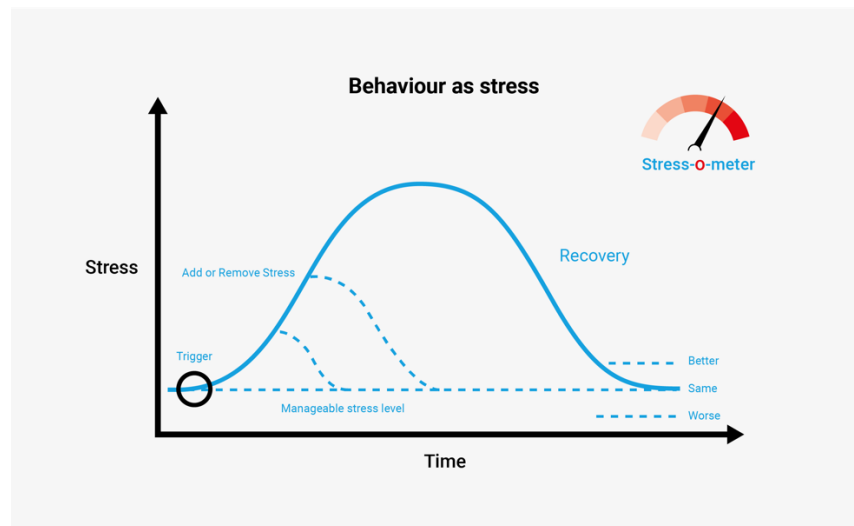 Behaviour as stress
Stress-o-meter
Stress
Add or Remove Stress
Recovery
Trigger
Better
Same
Manageable stress level
Worse
Time